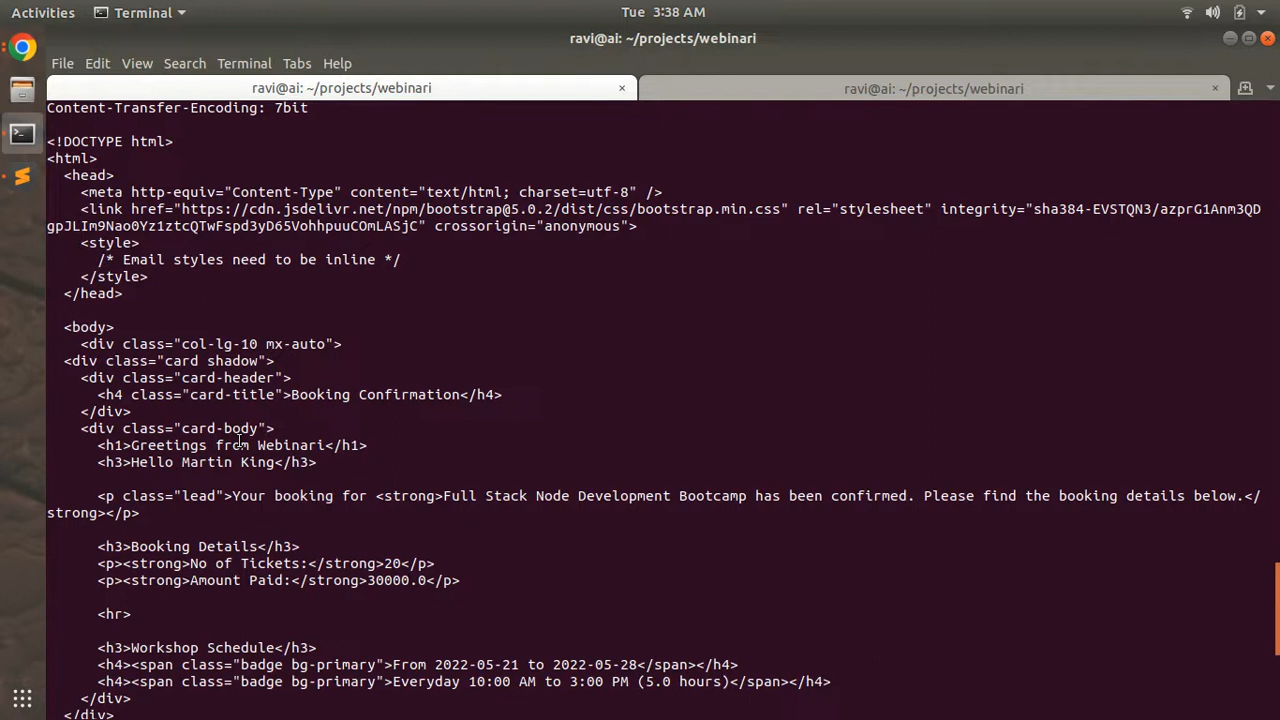 Activities Terminal Tue 3:38 AM
ravi@ai: ~/projects/webinari
File Edit View Search Terminal Tabs Help
ravi@ai: ~/projects/webinari × ravi@ai: ~/projects/webinari ×
Content-Transfer-Encoding: 7bit
<!DOCTYPE html>
<html>
<head>
<meta http-equiv="Content-Type" content="text/html; charset=utf-8" />
<link href="https://cdn.jsdelivr.net/npm/bootstrap@5.0.2/dist/css/bootstrap.min.css" rel="stylesheet" integrity="sha384-EVSTQN3/azprG1Anm3QD
gpJLIm9Nao0Yz1ztcQTwFspd3yD65VohhpuuCOmLASjC" crossorigin="anonymous">
<style>
/* Email styles need to be inline */
</style>
</head>
<body>
<div class="col-lg-10 mx-auto">
<div class="card shadow">
<div class="card-header">
<h4 class="card-title">Booking Confirmation</h4>
</div>
<div class="card-body">
<h1>Greetings from Webinari</h1>
<h3>Hello Martin King</h3>
<p class="lead">Your booking for <strong>Full Stack Node Development Bootcamp has been confirmed. Please find the booking details below.</
strong></p>
<h3>Booking Details</h3>
<p><strong>No of Tickets:</strong>20</p>
<p><strong>Amount Paid:</strong>30000.0</p>
<hr>
<h3>Workshop Schedule</h3>
<h4><span class="badge bg-primary">From 2022-05-21 to 2022-05-28</span></h4>
<h4><span class="badge bg-primary">Everyday 10:00 AM to 3:00 PM (5.0 hours)</span></h4>
</div>
</div>